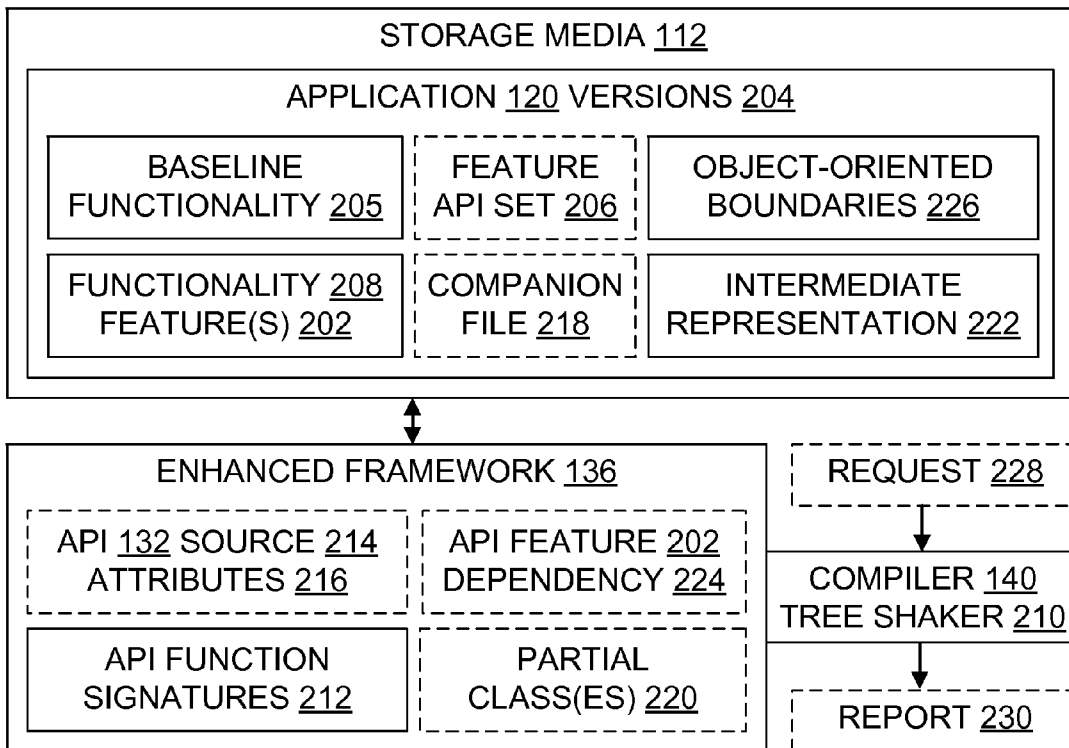 STORAGE MEDIA 112
APPLICATION 120 VERSIONS 204
BASELINE
FUNCTIONALITY 205
FEATURE
API SET 206
OBJECT-ORIENTED
BOUNDARIES 226
FUNCTIONALITY 208
FEATURE(S) 202
COMPANION
FILE 218
INTERMEDIATE
REPRESENTATION 222
ENHANCED FRAMEWORK 136
API 132 SOURCE 214
ATTRIBUTES 216
API FEATURE 202
DEPENDENCY 224
API FUNCTION
SIGNATURES 212
PARTIAL
CLASS(ES) 220
REQUEST 228
COMPILER 140
TREE SHAKER 210
REPORT 230